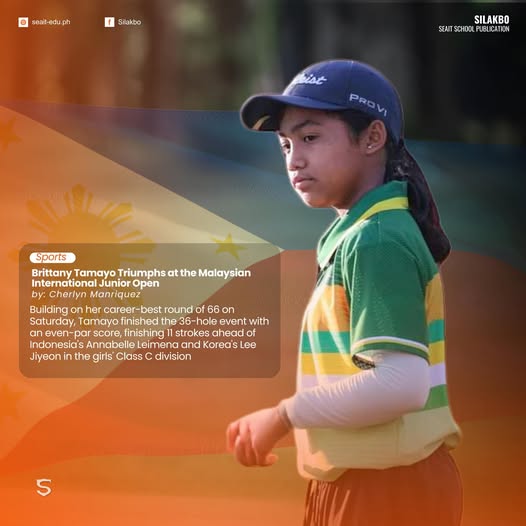 seait-edu.ph
Silakbo
SILAKBO
SEAIT SCHOOL PUBLICATION
PRO V1
Sports
Brittany Tamayo Triumphs at the Malaysian
International Junior Open
by: Cherlyn Manriquez
Building on her career-best round of 66 on
Saturday, Tamayo finished the 36-hole event with
an even-par score, finishing 11 strokes ahead of
Indonesia's Annabelle Leimena and Korea's Lee
Jiyeon in the girls' Class C division
S